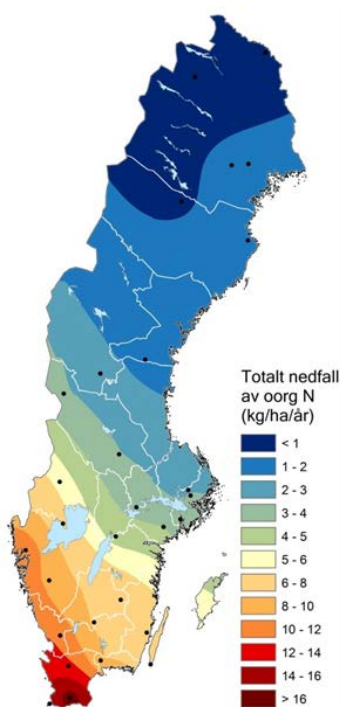 Totalt nedfall
av oorg N
(kg/ha/år)
< 1
1 - 2
2 - 3
3 - 4
4 - 5
5 - 6
6 - 8
8 - 10
10 - 12
12 - 14
14 - 16
> 16